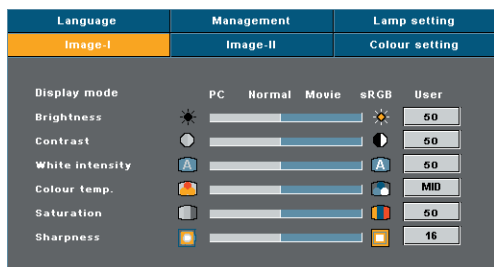 Language Management Lamp setting
Image-I Image-II Colour setting
Display mode PC Normal Movie sRGB User
Brightness 50
Contrast 50
White intensity A A 50
Colour temp. MID
Saturation 50
Sharpness 16